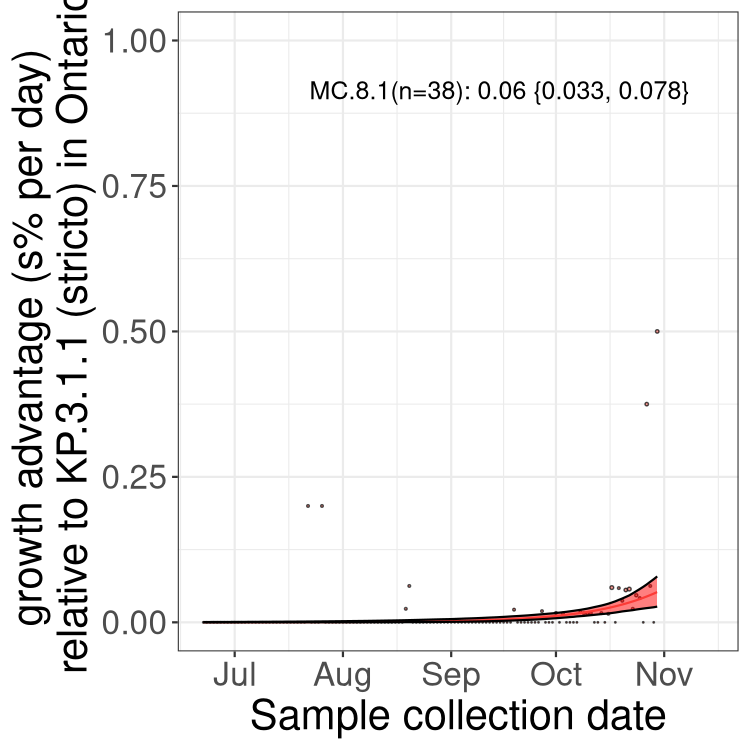 growth advantage (s% per day)
relative to KP.3.1.1 (stricto) in Ontario
1.00
MC.8.1(n=38): 0.06 {0.033, 0.078}
0.75
0.50
0.25
0.00
Jul Aug Sep Oct Nov
Sample collection date